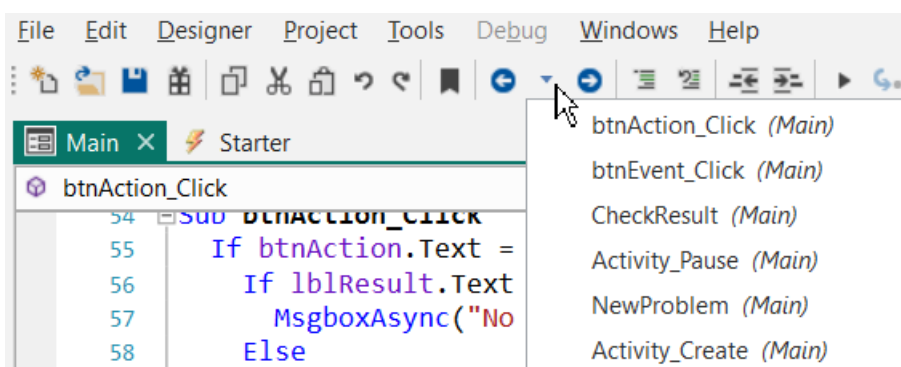 File Edit Designer Project Tools Debug Windows Help
Main Starter
btnAction_Click
54 Sub btnAction_Click
55 If btnAction.Text =
56 If lblResult.Text
57 MsgboxAsync("No
58 Else
btnAction_Click (Main)
btnEvent_Click (Main)
CheckResult (Main)
Activity_Pause (Main)
NewProblem (Main)
Activity_Create (Main)